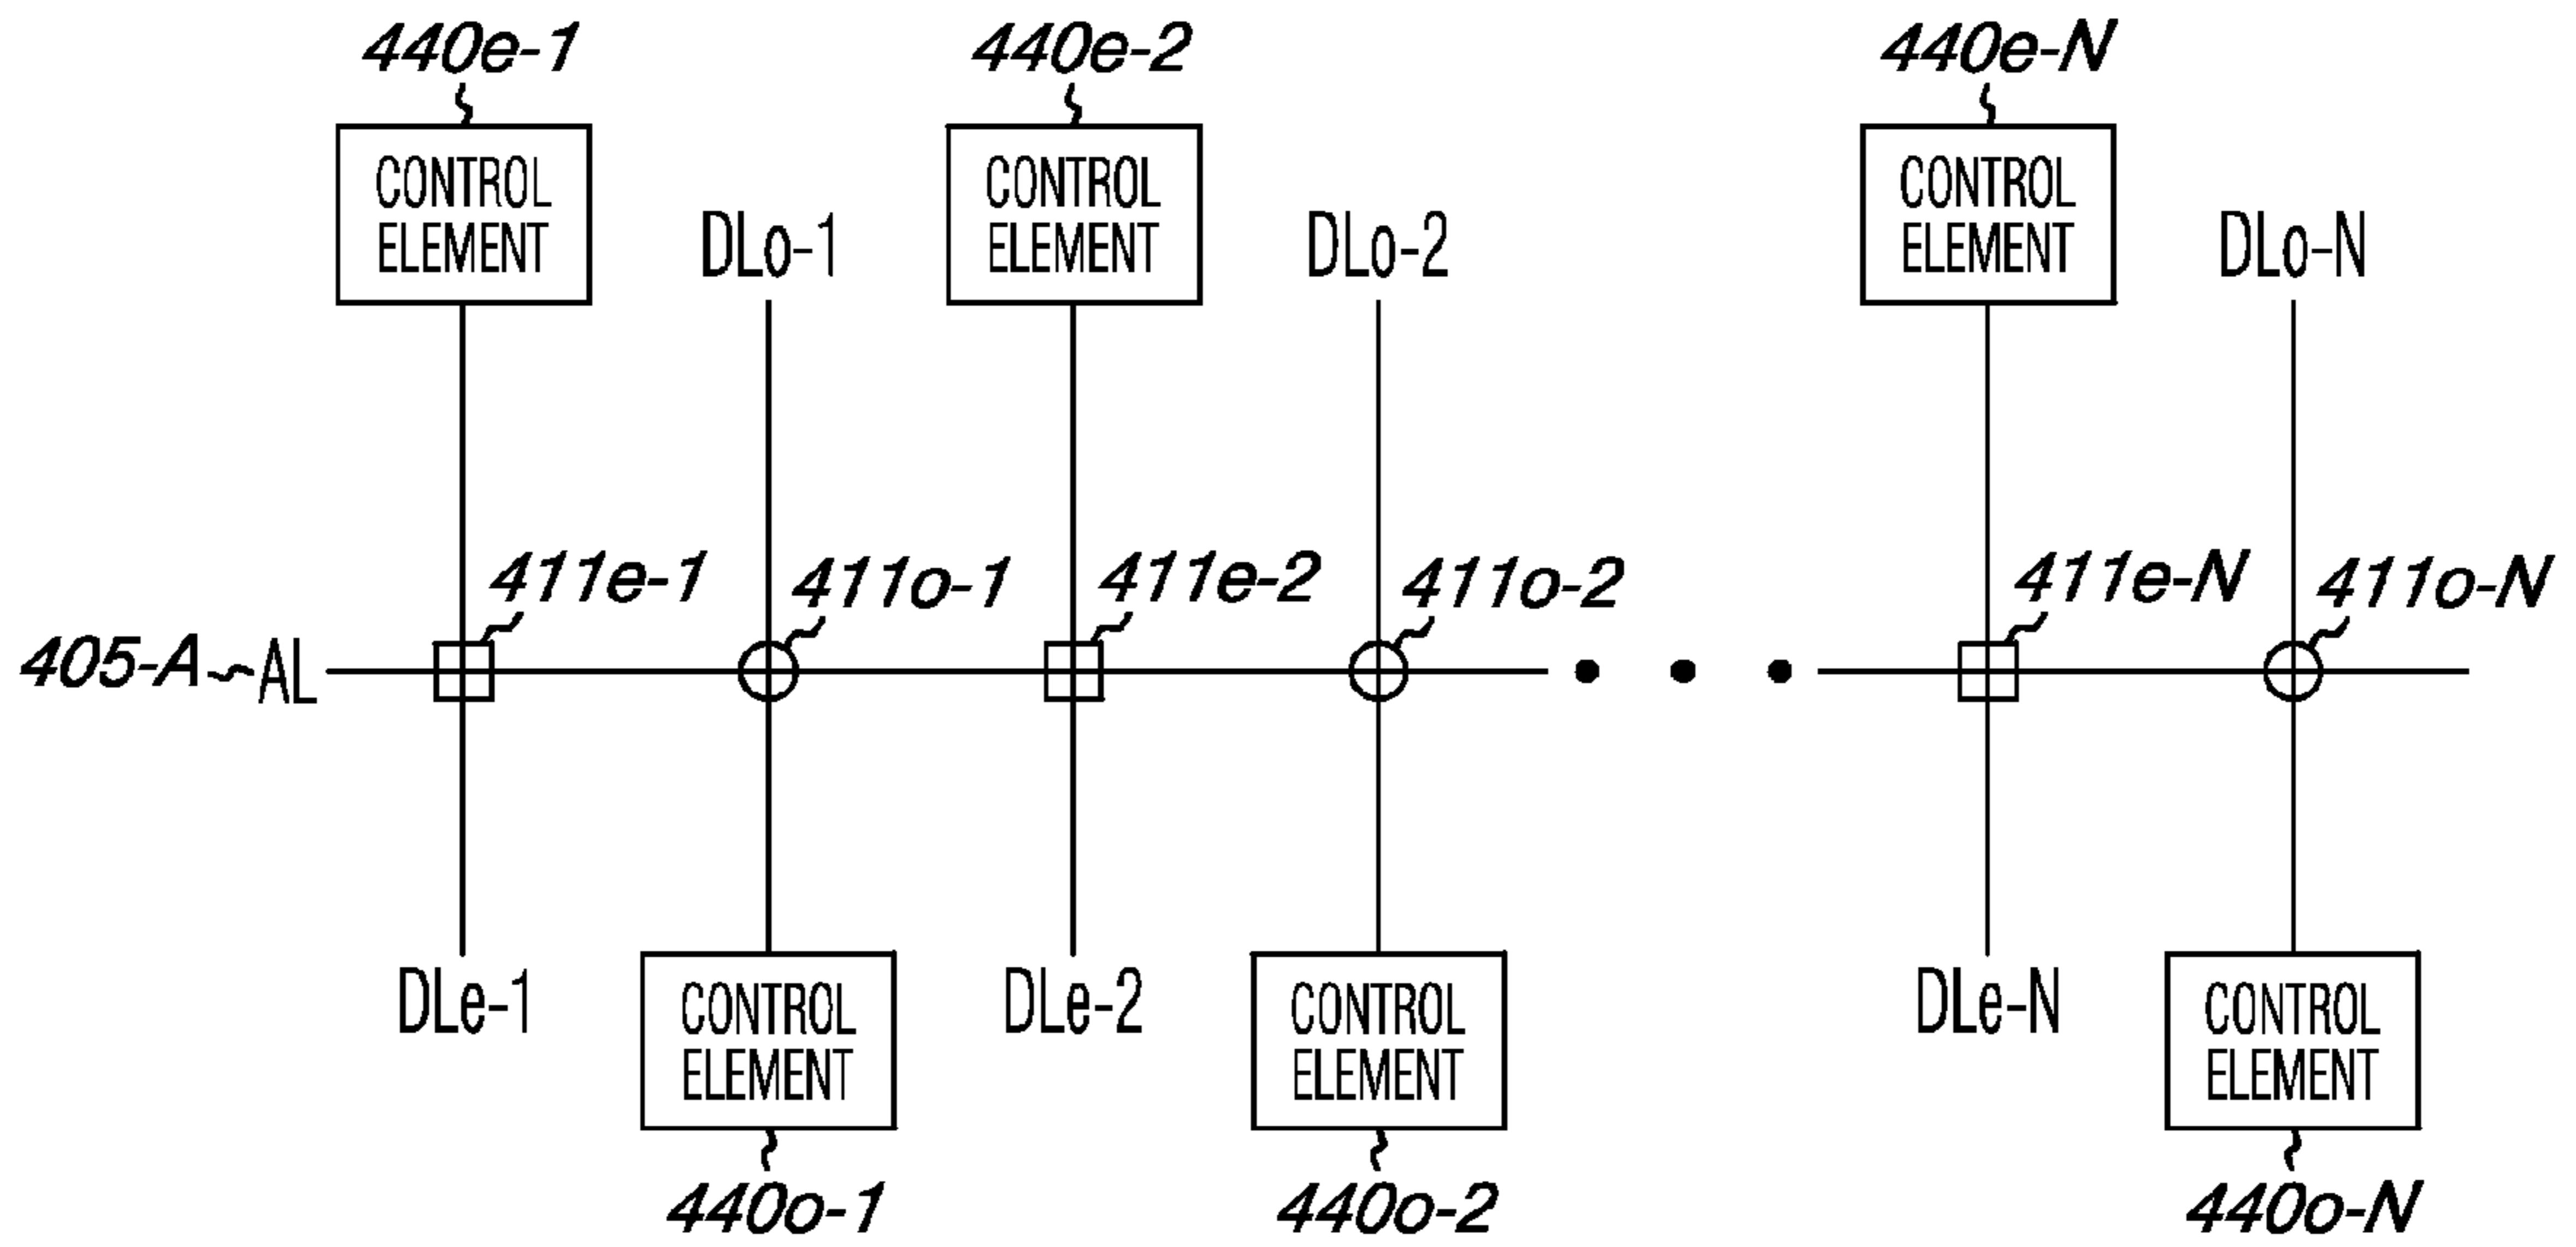 440e-1 440e-2 440e-N
CONTROL CONTROL CONTROL
ELEMENT ELEMENT ELEMENT
DLo-1 DLo-2 DLo-N
411e-1 411o-1 411e-2 411o-2 411e-N 411o-N
405-A AL
DLe-1 DLe-2 DLe-N
CONTROL CONTROL CONTROL
ELEMENT ELEMENT ELEMENT
440o-1 440o-2 440o-N